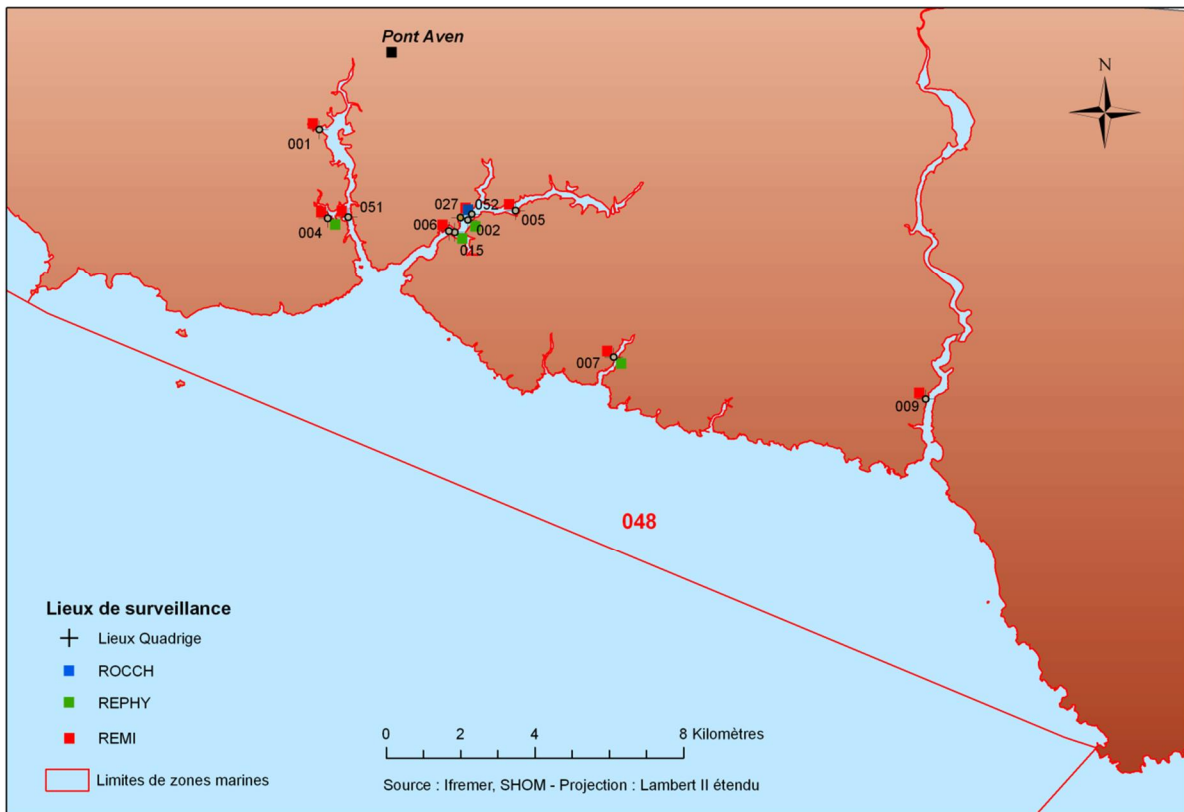 Pont Aven
N
001
051
004
027
052
005
006
002
015
007
009
048
Lieux de surveillance
Lieux Quadrige
ROCCH
REPHY
REMI
Limites de zones marines
0 2 4 8 Kilomètres
Source : Ifremer, SHOM - Projection : Lambert II étendu